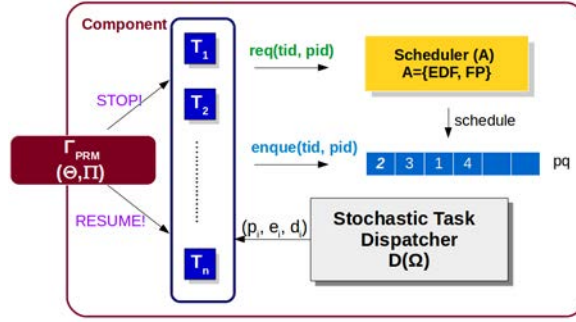 Component
T1
req(tid, pid)
Scheduler (A)
A={EDF, FP}
STOP!
T2
schedule
ΓPRM
(Θ,Π)
enque(tid, pid)
2 3 1 4
pq
RESUME!
(pi, ei, di)
Stochastic Task
Dispatcher
D(Ω)
Tn